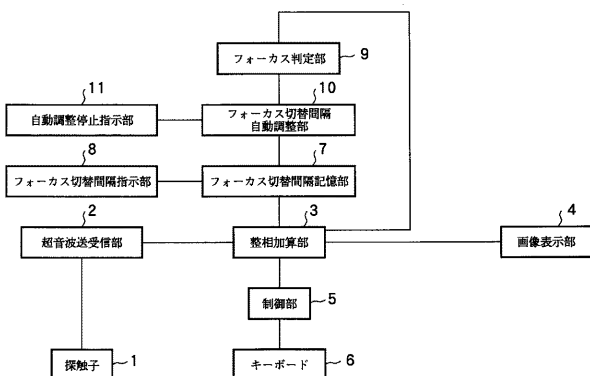 フォーカス判定部
9
11
10
自動調整停止指示部
フォーカス切替間隔
自動調整部
8
7
フォーカス切替間隔指示部
フォーカス切替間隔記憶部
2
3
4
超音波送受信部
整相加算部
画像表示部
制御部
5
探触子
1
キーボード
6